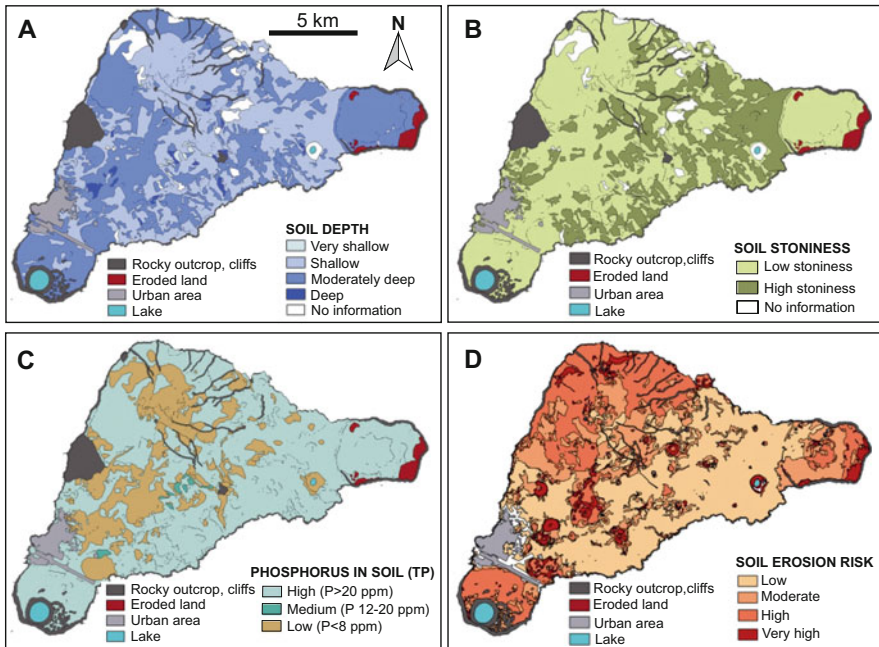 A
5 km
N
SOIL DEPTH
Very shallow
Shallow
Moderately deep
Deep
No information
Rocky outcrop, cliffs
Eroded land
Urban area
Lake
B
SOIL STONINESS
Low stoniness
High stoniness
No information
Rocky outcrop,cliffs
Eroded land
Urban area
Lake
C
PHOSPHORUS IN SOIL (TP)
High (P>20 ppm)
Medium (P 12-20 ppm)
Low (P<8 ppm)
Rocky outcrop, cliffs
Eroded land
Urban area
Lake
D
SOIL EROSION RISK
Low
Moderate
High
Very high
Rocky outcrop,cliffs
Eroded land
Urban area
Lake